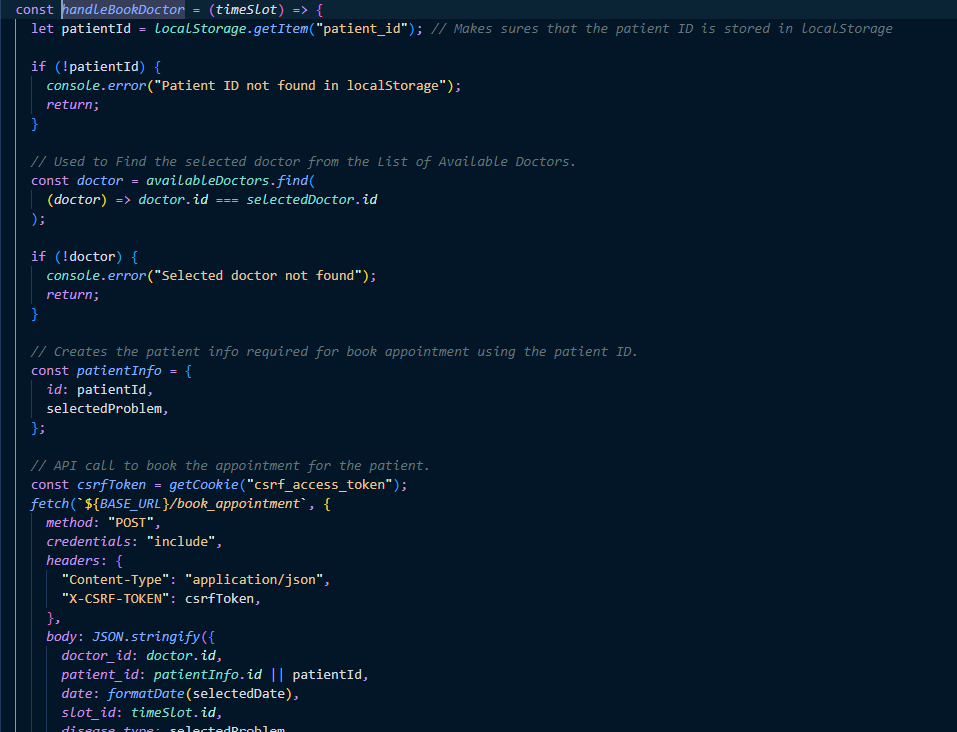 const handleBookDoctor = (timeSlot) => {
let patientId = localStorage.getItem("patient_id"); // Makes sures that the patient ID is stored in localStorage
if (!patientId) {
console.error("Patient ID not found in localStorage");
return;
}
// Used to Find the selected doctor from the List of Available Doctors.
const doctor = availableDoctors.find(
(doctor) => doctor.id === selectedDoctor.id
);
if (!doctor) {
console.error("Selected doctor not found");
return;
}
// Creates the patient info required for book appointment using the patient ID.
const patientInfo = {
id: patientId,
selectedProblem,
};
// API call to book the appointment for the patient.
const csrfToken = getCookie("csrf_access_token");
fetch(`${BASE_URL}/book_appointment`, {
method: "POST",
credentials: "include",
headers: {
"Content-Type": "application/json",
"X-CSRF-TOKEN": csrfToken,
},
body: JSON.stringify({
doctor_id: doctor.id,
patient_id: patientInfo.id || patientId,
date: formatDate(selectedDate),
slot_id: timeSlot.id,
disease_type: selectedProblem